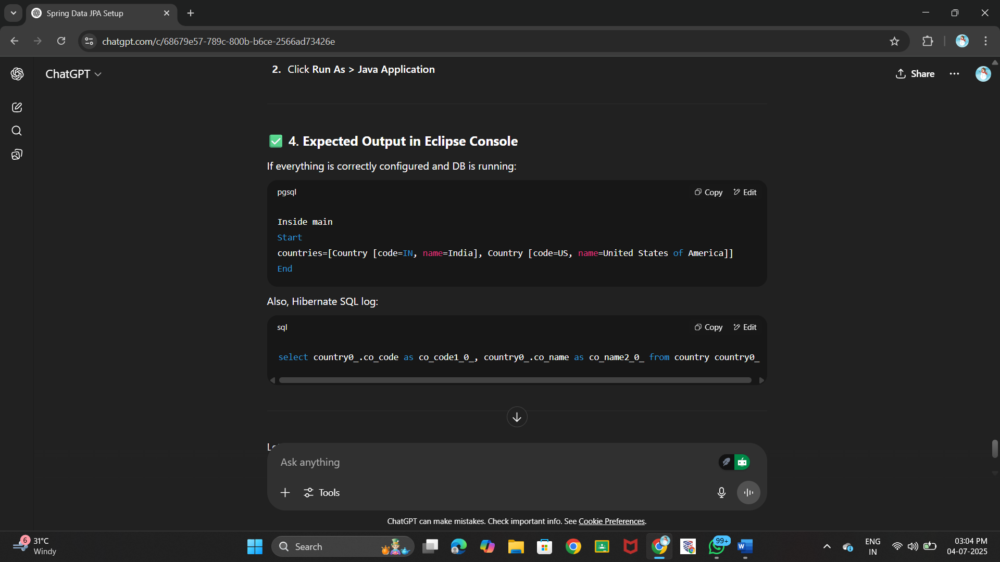 Spring Data JPA Setup
chatgpt.com/c/68679e57-789c-800b-b6ce-2566ad73426e
ChatGPT
Share
2. Click Run As > Java Application
✅ 4. Expected Output in Eclipse Console
If everything is correctly configured and DB is running:
pgsql
Copy
Edit
Inside main
Start
countries=[Country [code=IN, name=India], Country [code=US, name=United States of America]]
End
Also, Hibernate SQL log:
sql
Copy
Edit
select country0_.co_code as co_code1_0_, country0_.co_name as co_name2_0_ from country country0_
Ask anything
Tools
ChatGPT can make mistakes. Check important info. See Cookie Preferences.
6
31°C
Windy
Search
99+
W
ENG
IN
03:04 PM
04-07-2025